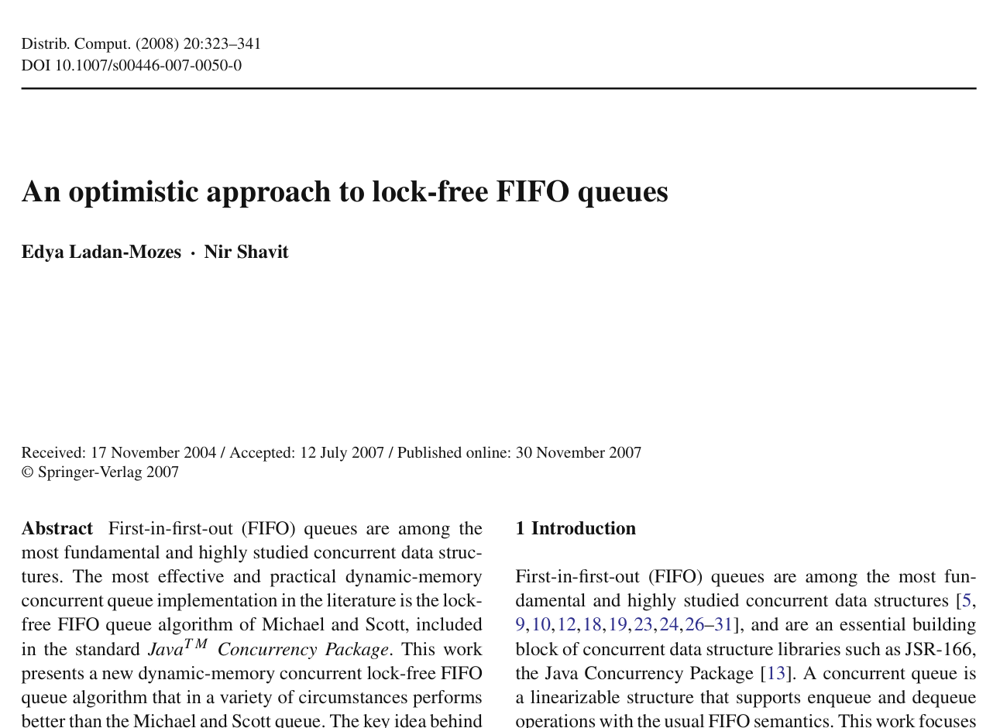 Distrib. Comput. (2008) 20:323–341
DOI 10.1007/s00446-007-0050-0
An optimistic approach to lock-free FIFO queues
Edya Ladan-Mozes · Nir Shavit
Received: 17 November 2004 / Accepted: 12 July 2007 / Published online: 30 November 2007
© Springer-Verlag 2007
Abstract First-in-first-out (FIFO) queues are among the
most fundamental and highly studied concurrent data struc-
tures. The most effective and practical dynamic-memory
concurrent queue implementation in the literature is the lock-
free FIFO queue algorithm of Michael and Scott, included
in the standard Java^TM Concurrency Package. This work
presents a new dynamic-memory concurrent lock-free FIFO
queue algorithm that in a variety of circumstances performs
better than the Michael and Scott queue. The key idea behind
1 Introduction
First-in-first-out (FIFO) queues are among the most fun-
damental and highly studied concurrent data structures [5,
9,10,12,18,19,23,24,26–31], and are an essential building
block of concurrent data structure libraries such as JSR-166,
the Java Concurrency Package [13]. A concurrent queue is
a linearizable structure that supports enqueue and dequeue
operations with the usual FIFO semantics. This work focuses